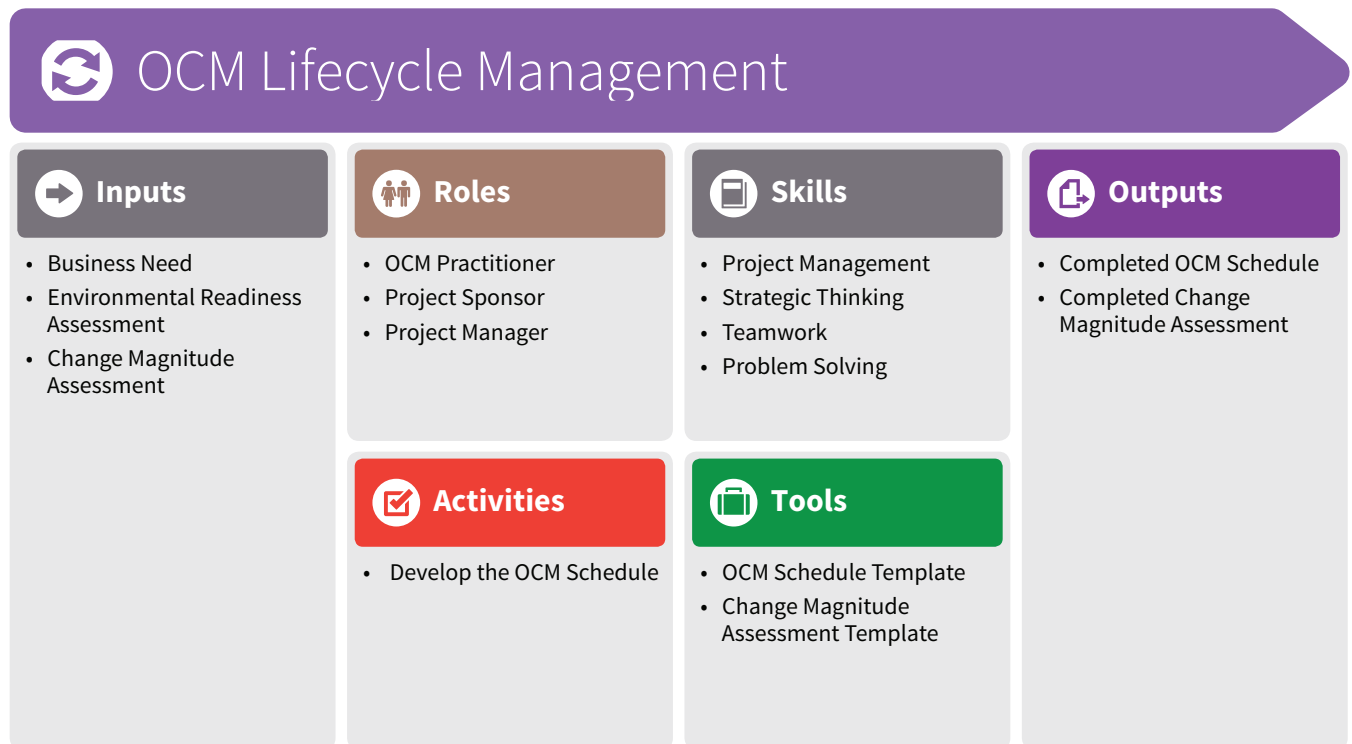 OCM Lifecycle Management
Inputs
• Business Need
• Environmental Readiness
Assessment
• Change Magnitude
Assessment
Roles
• OCM Practitioner
• Project Sponsor
• Project Manager
Skills
• Project Management
• Strategic Thinking
• Teamwork
• Problem Solving
Outputs
• Completed OCM Schedule
• Completed Change
Magnitude Assessment
Activities
• Develop the OCM Schedule
Tools
• OCM Schedule Template
• Change Magnitude
Assessment Template